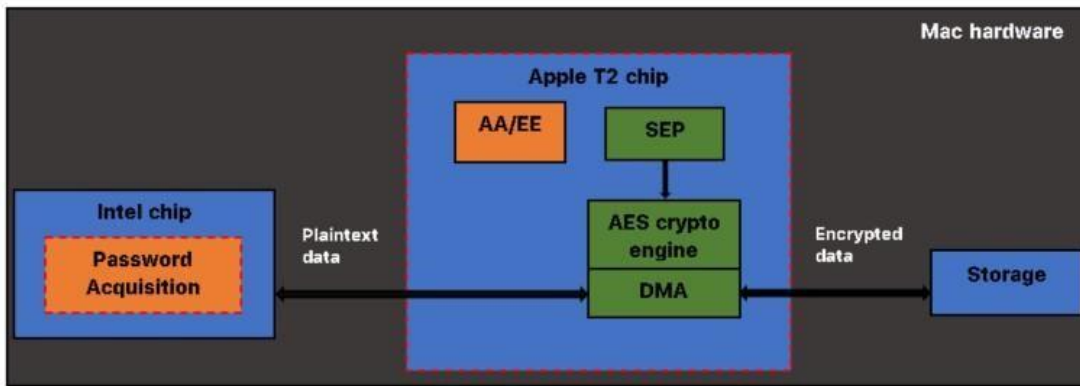 Mac hardware
Apple T2 chip
AA/EE
SEP
Intel chip
Password
Acquisition
Plaintext
data
AES crypto
engine
DMA
Encrypted
data
Storage